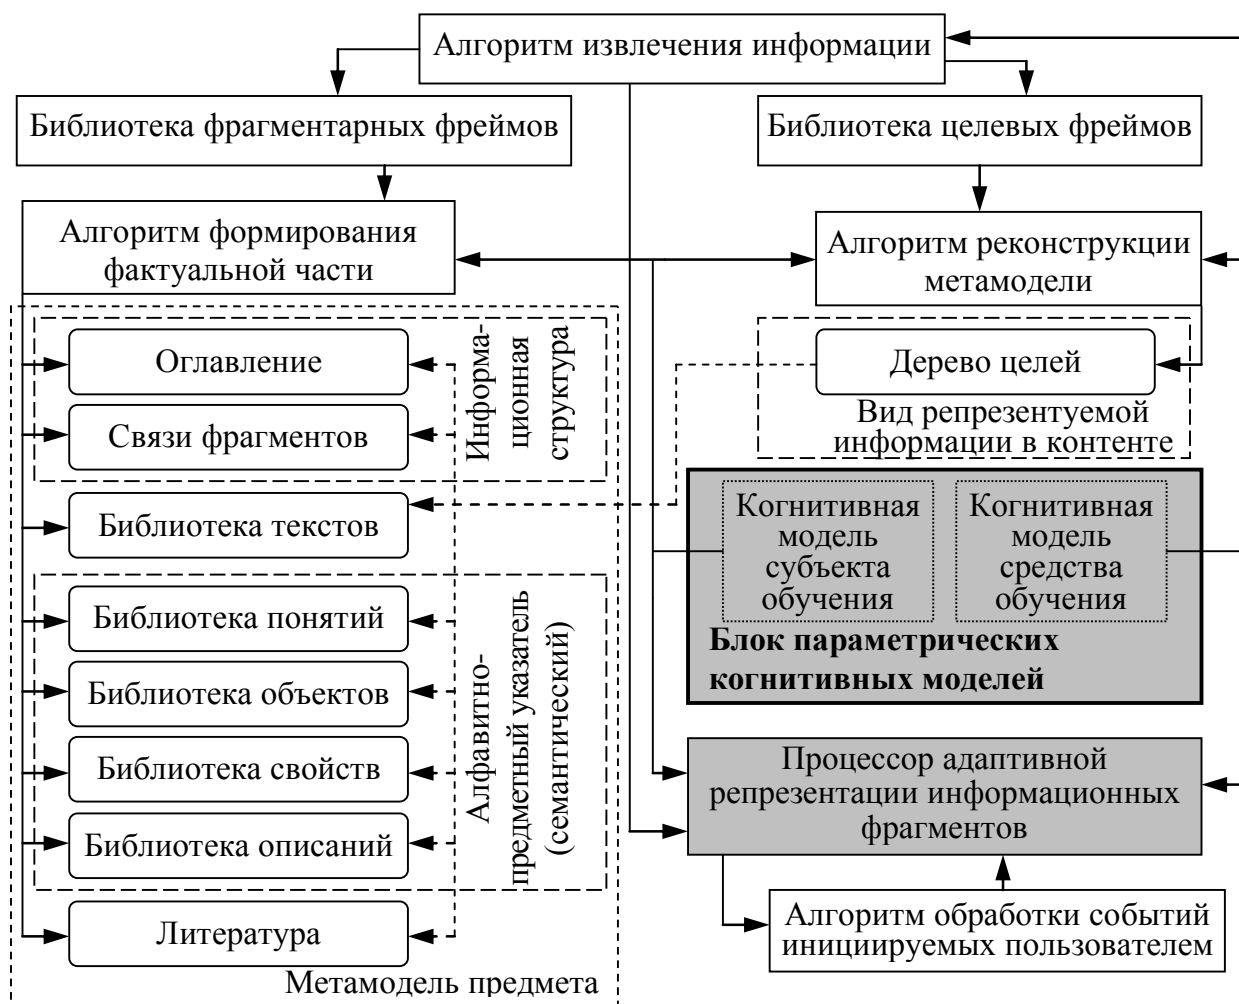 Алгоритм извлечения информации
Библиотека фрагментарных фреймов
Библиотека целевых фреймов
Алгоритм формирования
фактуальной части
Алгоритм реконструкции
метамодели
Оглавление
Связи фрагментов
Информа-
ционная
структура
Дерево целей
Вид репрезентуемой
информации в контенте
Библиотека текстов
Когнитивная
модель
субъекта
обучения
Когнитивная
модель
средства
обучения
Блок параметрических
когнитивных моделей
Библиотека понятий
Библиотека объектов
Библиотека свойств
Библиотека описаний
Алфавитно-
предметный указатель
(семантический)
Процессор адаптивной
репрезентации информационных
фрагментов
Литература
Алгоритм обработки событий
инициируемых пользователем
Метамодель предмета